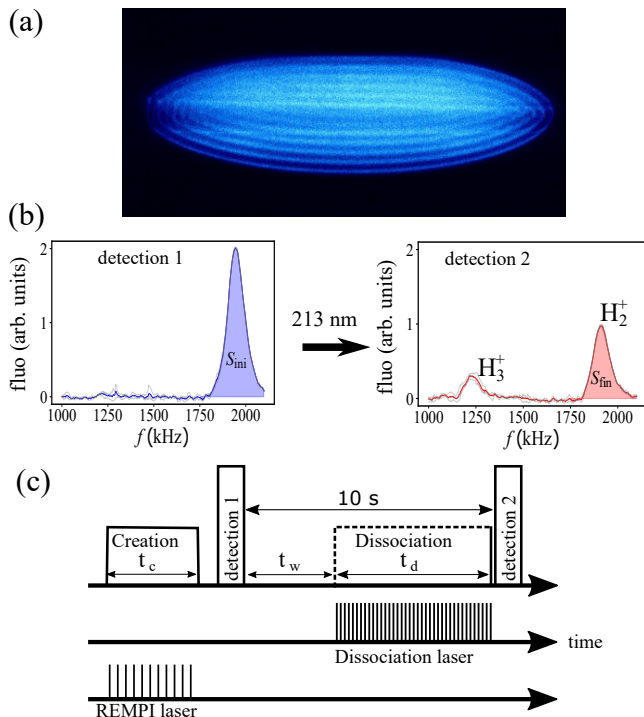 (a)
(b)
detection 1
fluo (arb. units)
2
1
0
S_ini
1000 1250 1500 1750 2000
f (kHz)
213 nm
detection 2
fluo (arb. units)
2
1
0
H₃⁺
H₂⁺
S_fin
1000 1250 1500 1750 2000
f (kHz)
(c)
Creation
t_c
detection 1
10 s
t_w
Dissociation
t_d
detection 2
time
Dissociation laser
REMPI laser